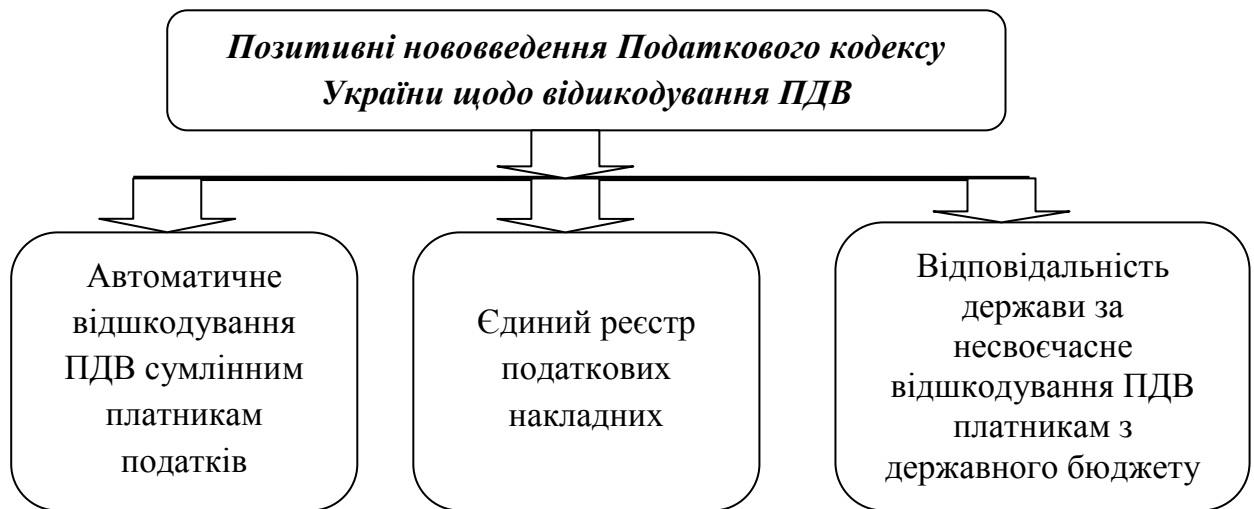 Позитивні нововведення Податкового кодексу
України щодо відшкодування ПДВ
Автоматичне
відшкодування
ПДВ сумлінним
платникам
податків
Єдиний реєстр
податкових
накладних
Відповідальність
держави за
несвоєчасне
відшкодування ПДВ
платникам з
державного бюджету